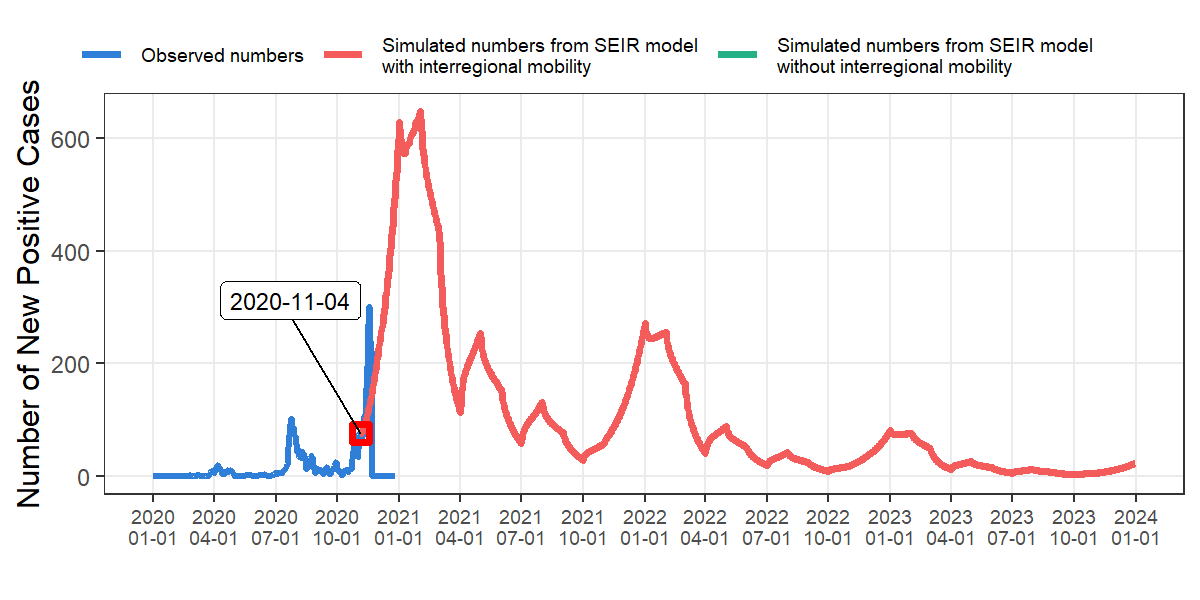 Observed numbers
Simulated numbers from SEIR model
with interregional mobility
Simulated numbers from SEIR model
without interregional mobility
Number of New Positive Cases
600
400
200
0
2020-11-04
2020 2020 2020 2020 2021 2021 2021 2021 2022 2022 2022 2022 2023 2023 2023 2023 2024
01-01 04-01 07-01 10-01 01-01 04-01 07-01 10-01 01-01 04-01 07-01 10-01 01-01 04-01 07-01 10-01 01-01